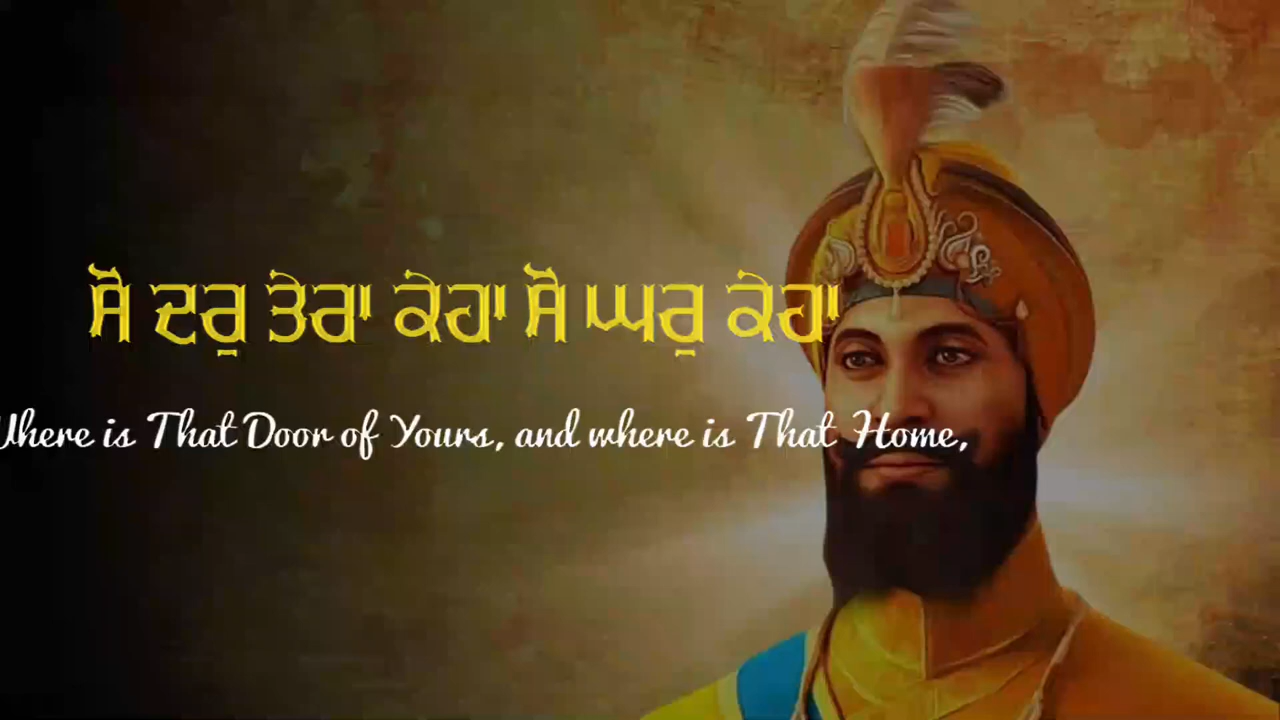 ਸੋ ਦਰੁ ਤੇਰਾ ਕੇਹਾ ਸੋ ਘਰੁ ਕੇਹਾ
Where is That Door of Yours, and where is That Home,